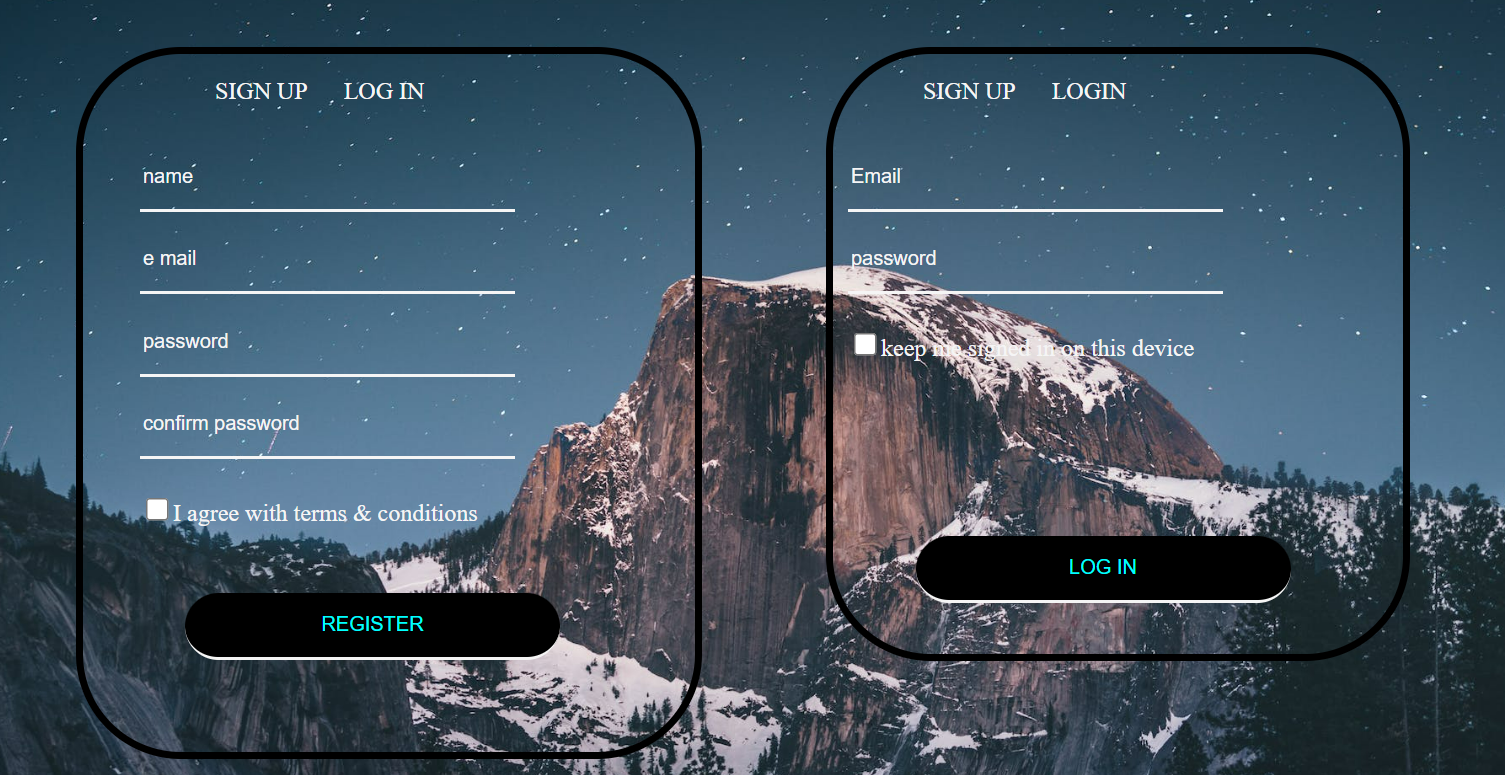 SIGN UP LOG IN
name
e mail
password
confirm password
I agree with terms & conditions
REGISTER
SIGN UP LOGIN
Email
password
keep me signed in on this device
LOG IN